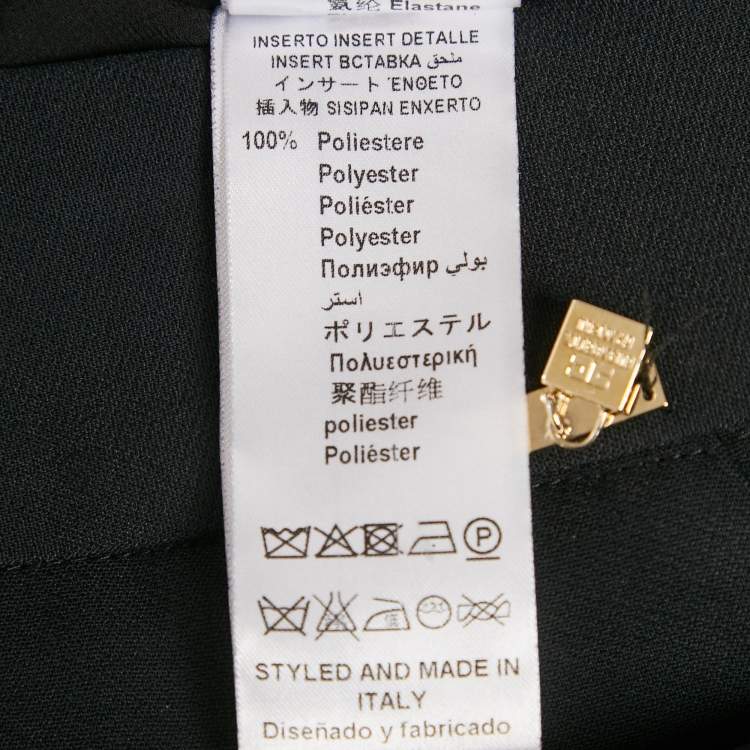 氨纶 Elastane
INSERTO INSERT DETALLE
INSERT ВСТАВКА ملحق
インサート ΈΝΘΕΤΟ
插入物 SISIPAN ENXERTO
100% Poliestere
Polyester
Poliéster
Polyester
Полиэфир بولي
استر
ポリエステル
Πολυεστερική
聚酯纤维
poliester
Poliéster
P
STYLED AND MADE IN
ITALY
Diseñado y fabricado